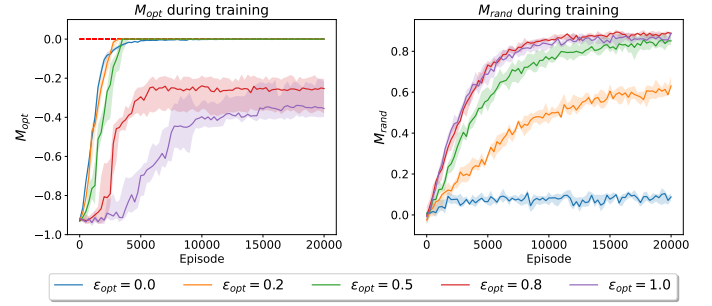 M_opt during training
0.0
−0.2
−0.4
−0.6
−0.8
−1.0
M_opt
0 5000 10000 15000 20000
Episode
M_rand during training
0.8
0.6
0.4
0.2
0.0
M_rand
0 5000 10000 15000 20000
Episode
ε_opt = 0.0 ε_opt = 0.2 ε_opt = 0.5 ε_opt = 0.8 ε_opt = 1.0